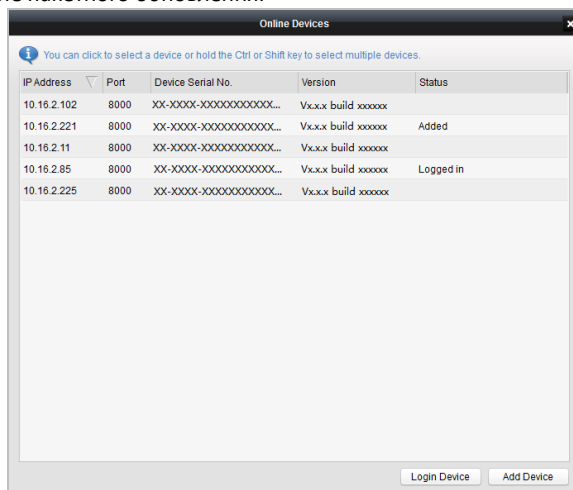 пакетного обновления.
Online Devices
You can click to select a device or hold the Ctrl or Shift key to select multiple devices.
IP Address Port Device Serial No. Version Status
10.16.2.102 8000 XX-XXXX-XXXXXXXXXXX... Vx.x.x build xxxxxx
10.16.2.221 8000 XX-XXXX-XXXXXXXXXXX... Vx.x.x build xxxxxx Added
10.16.2.11 8000 XX-XXXX-XXXXXXXXXXX... Vx.x.x build xxxxxx
10.16.2.85 8000 XX-XXXX-XXXXXXXXXXX... Vx.x.x build xxxxxx Logged in
10.16.2.225 8000 XX-XXXX-XXXXXXXXXXX... Vx.x.x build xxxxxx
Login Device Add Device